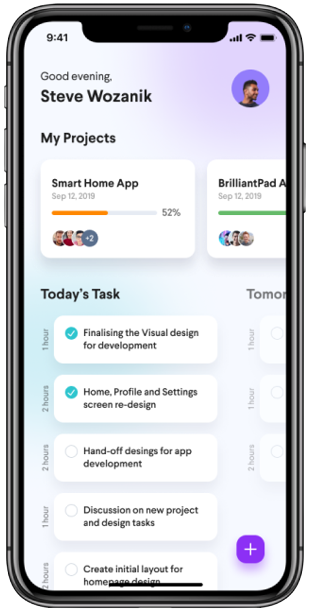 9:41
Good evening,
Steve Wozanik
My Projects
Smart Home App
Sep 12, 2019
52%
+2
BrilliantPad A
Sep 12, 2019
Today's Task
1 hour
Finalising the Visual design
for development
2 hours
Home, Profile and Settings
screen re-design
2 hours
Hand-off desings for app
development
1 hour
Discussion on new project
and design tasks
2 hours
Create initial layout for
homepage design
Tomor
1 hour
1 hour
2 hours